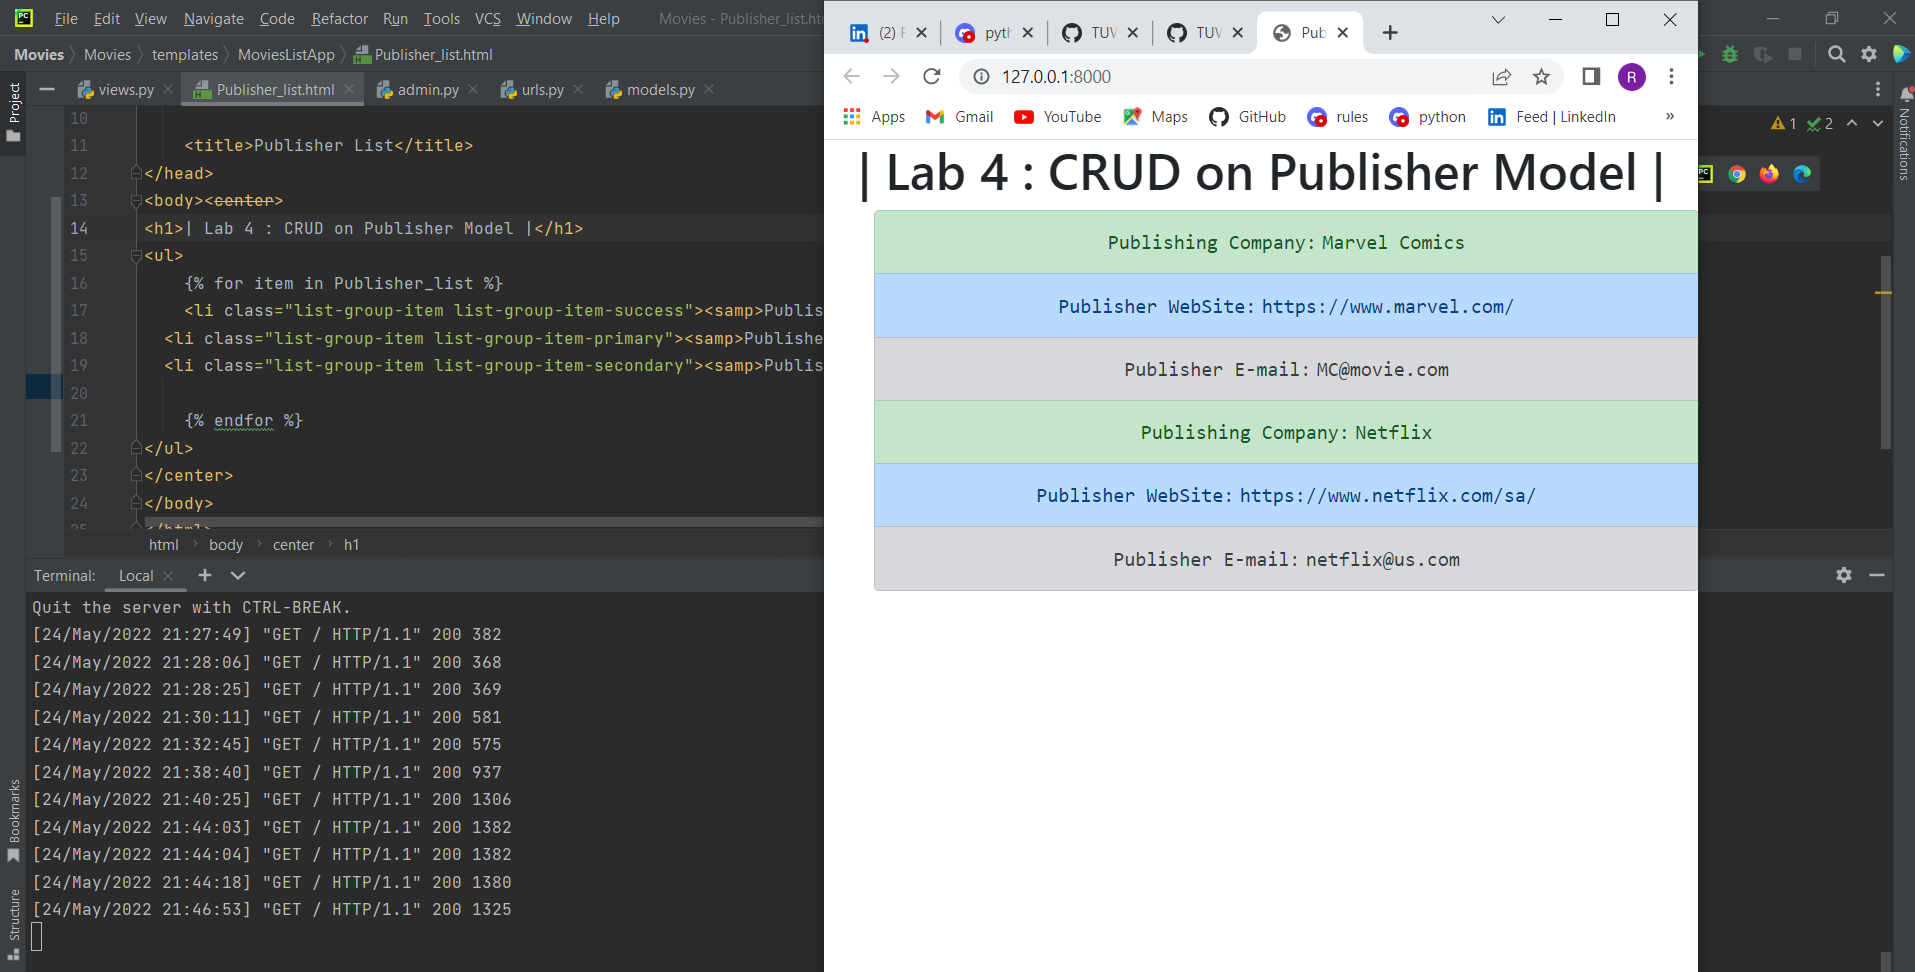 File Edit View Navigate Code Refactor Run Tools VCS Window Help Movies - Publisher_list.html
Movies Movies templates MoviesListApp Publisher_list.html
views.py Publisher_list.html admin.py urls.py models.py
Project
10
11 <title>Publisher List</title>
12 </head>
13 <body><center>
14 <h1>| Lab 4 : CRUD on Publisher Model |</h1>
15 <ul>
16 {% for item in Publisher_list %}
17 <li class="list-group-item list-group-item-success"><samp>Publis
18 <li class="list-group-item list-group-item-primary"><samp>Publishe
19 <li class="list-group-item list-group-item-secondary"><samp>Publis
20
21 {% endfor %}
22 </ul>
23 </center>
24 </body>
25 </html>
html body center h1
Terminal: Local
Quit the server with CTRL-BREAK.
[24/May/2022 21:27:49] "GET / HTTP/1.1" 200 382
[24/May/2022 21:28:06] "GET / HTTP/1.1" 200 368
[24/May/2022 21:28:25] "GET / HTTP/1.1" 200 369
[24/May/2022 21:30:11] "GET / HTTP/1.1" 200 581
[24/May/2022 21:32:45] "GET / HTTP/1.1" 200 575
[24/May/2022 21:38:40] "GET / HTTP/1.1" 200 937
[24/May/2022 21:40:25] "GET / HTTP/1.1" 200 1306
[24/May/2022 21:44:03] "GET / HTTP/1.1" 200 1382
[24/May/2022 21:44:04] "GET / HTTP/1.1" 200 1382
[24/May/2022 21:44:18] "GET / HTTP/1.1" 200 1380
[24/May/2022 21:46:53] "GET / HTTP/1.1" 200 1325
Bookmarks
Structure
(2) F pyth TUV TUV Pub
127.0.0.1:8000
R
Apps Gmail YouTube Maps GitHub rules python Feed | LinkedIn »
| Lab 4 : CRUD on Publisher Model |
Publishing Company: Marvel Comics
Publisher WebSite: https://www.marvel.com/
Publisher E-mail: MC@movie.com
Publishing Company: Netflix
Publisher WebSite: https://www.netflix.com/sa/
Publisher E-mail: netflix@us.com
1 2
Notifications